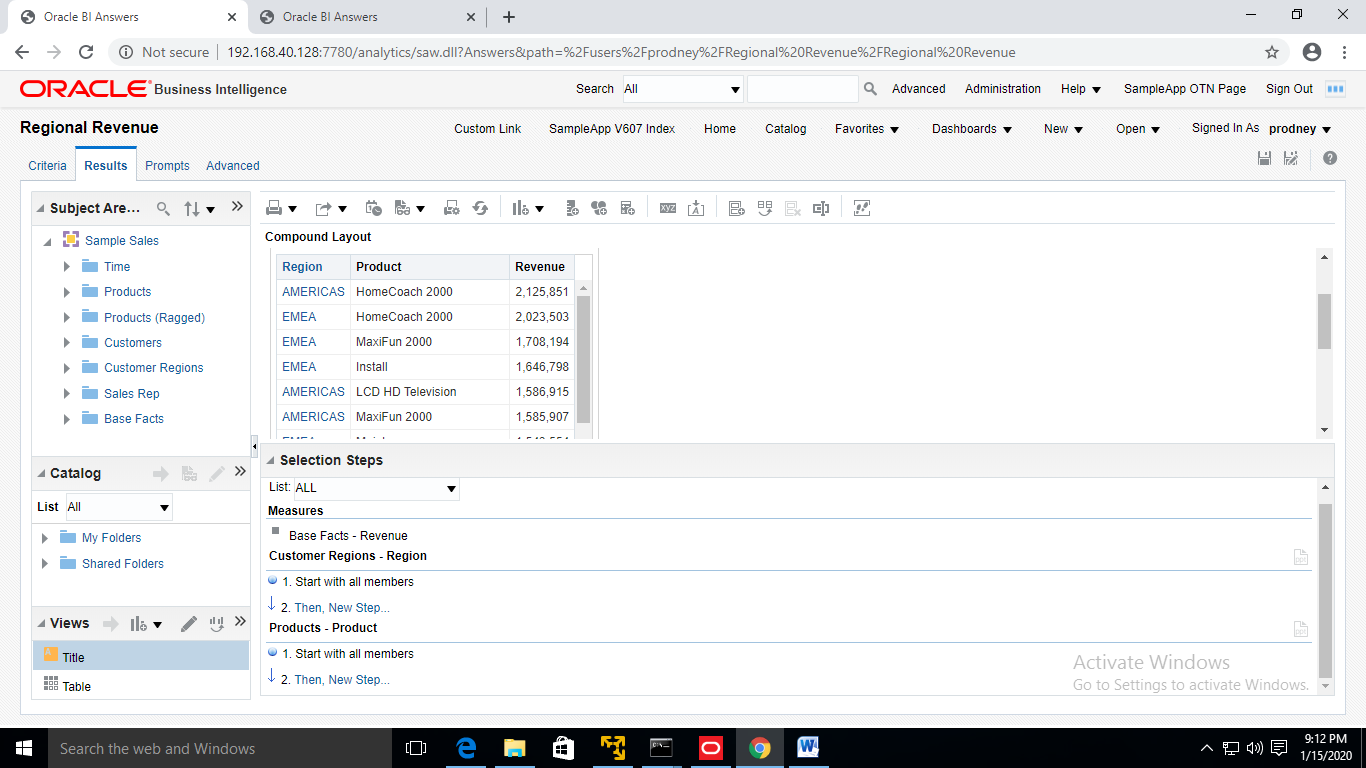 Oracle BI Answers
Oracle BI Answers
Not secure 192.168.40.128:7780/analytics/saw.dll?Answers&path=%2Fusers%2Fprodney%2FRegional%20Revenue%2FRegional%20Revenue
ORACLE Business Intelligence
Search All Advanced Administration Help SampleApp OTN Page Sign Out
Regional Revenue
Custom Link SampleApp V607 Index Home Catalog Favorites Dashboards New Open Signed In As prodney
Criteria Results Prompts Advanced
Subject Are...
Sample Sales
Time
Products
Products (Ragged)
Customers
Customer Regions
Sales Rep
Base Facts
Catalog
List All
My Folders
Shared Folders
Views
Title
Table
xyz
Compound Layout
Region Product Revenue
AMERICAS HomeCoach 2000 2,125,851
EMEA HomeCoach 2000 2,023,503
EMEA MaxiFun 2000 1,708,194
EMEA Install 1,646,798
AMERICAS LCD HD Television 1,586,915
AMERICAS MaxiFun 2000 1,585,907
Selection Steps
List: ALL
Measures
Base Facts - Revenue
Customer Regions - Region
1. Start with all members
2. Then, New Step...
Products - Product
1. Start with all members
2. Then, New Step...
Activate Windows
Go to Settings to activate Windows.
Search the web and Windows
9:12 PM
1/15/2020